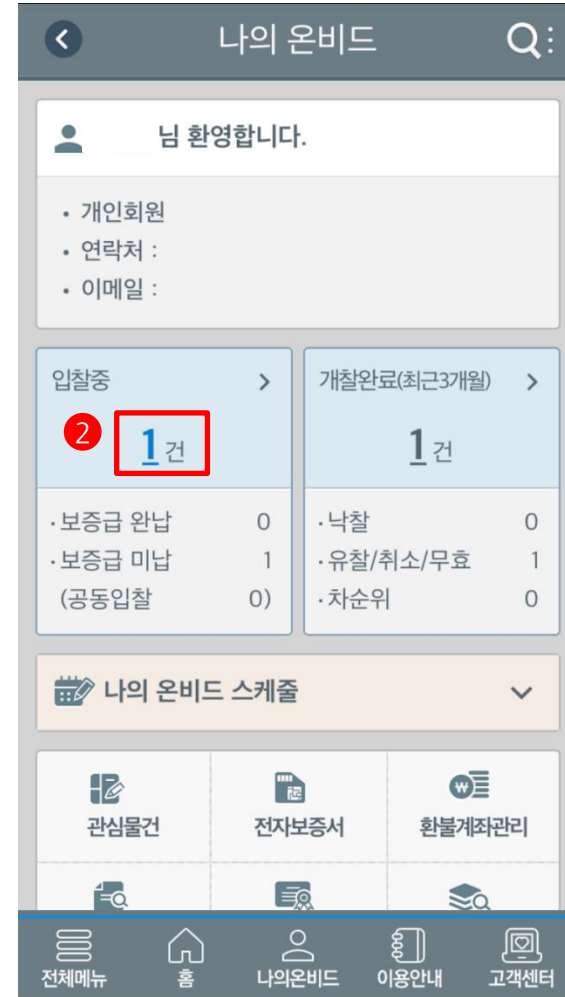 나의 온비드
님 환영합니다.
• 개인회원
• 연락처 :
• 이메일 :
입찰중 >
2 1 건
·보증급 완납 0
·보증급 미납 1
(공동입찰 0)
개찰완료(최근3개월) >
1 건
·낙찰 0
·유찰/취소/무효 1
·차순위 0
나의 온비드 스케줄
관심물건 전자보증서 환불계좌관리
전체메뉴 홈 나의온비드 이용안내 고객센터